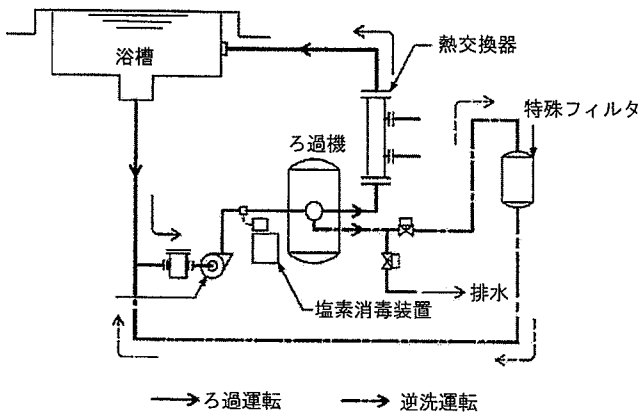 浴槽
熱交換器
特殊フィルタ
ろ過機
塩素消毒装置
排水
ろ過運転
逆洗運転